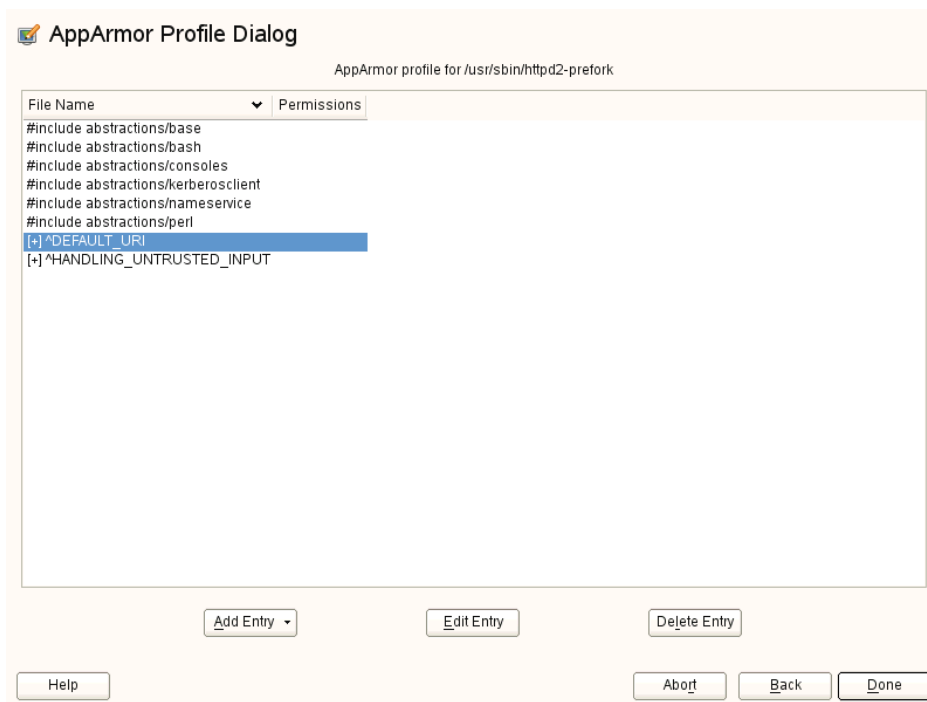 AppArmor Profile Dialog
AppArmor profile for /usr/sbin/httpd2-prefork
File Name Permissions
#include abstractions/base
#include abstractions/bash
#include abstractions/consoles
#include abstractions/kerberosclient
#include abstractions/nameservice
#include abstractions/perl
[+] ^DEFAULT_URI
[+] ^HANDLING_UNTRUSTED_INPUT
Add Entry Edit Entry Delete Entry
Help Abort Back Done